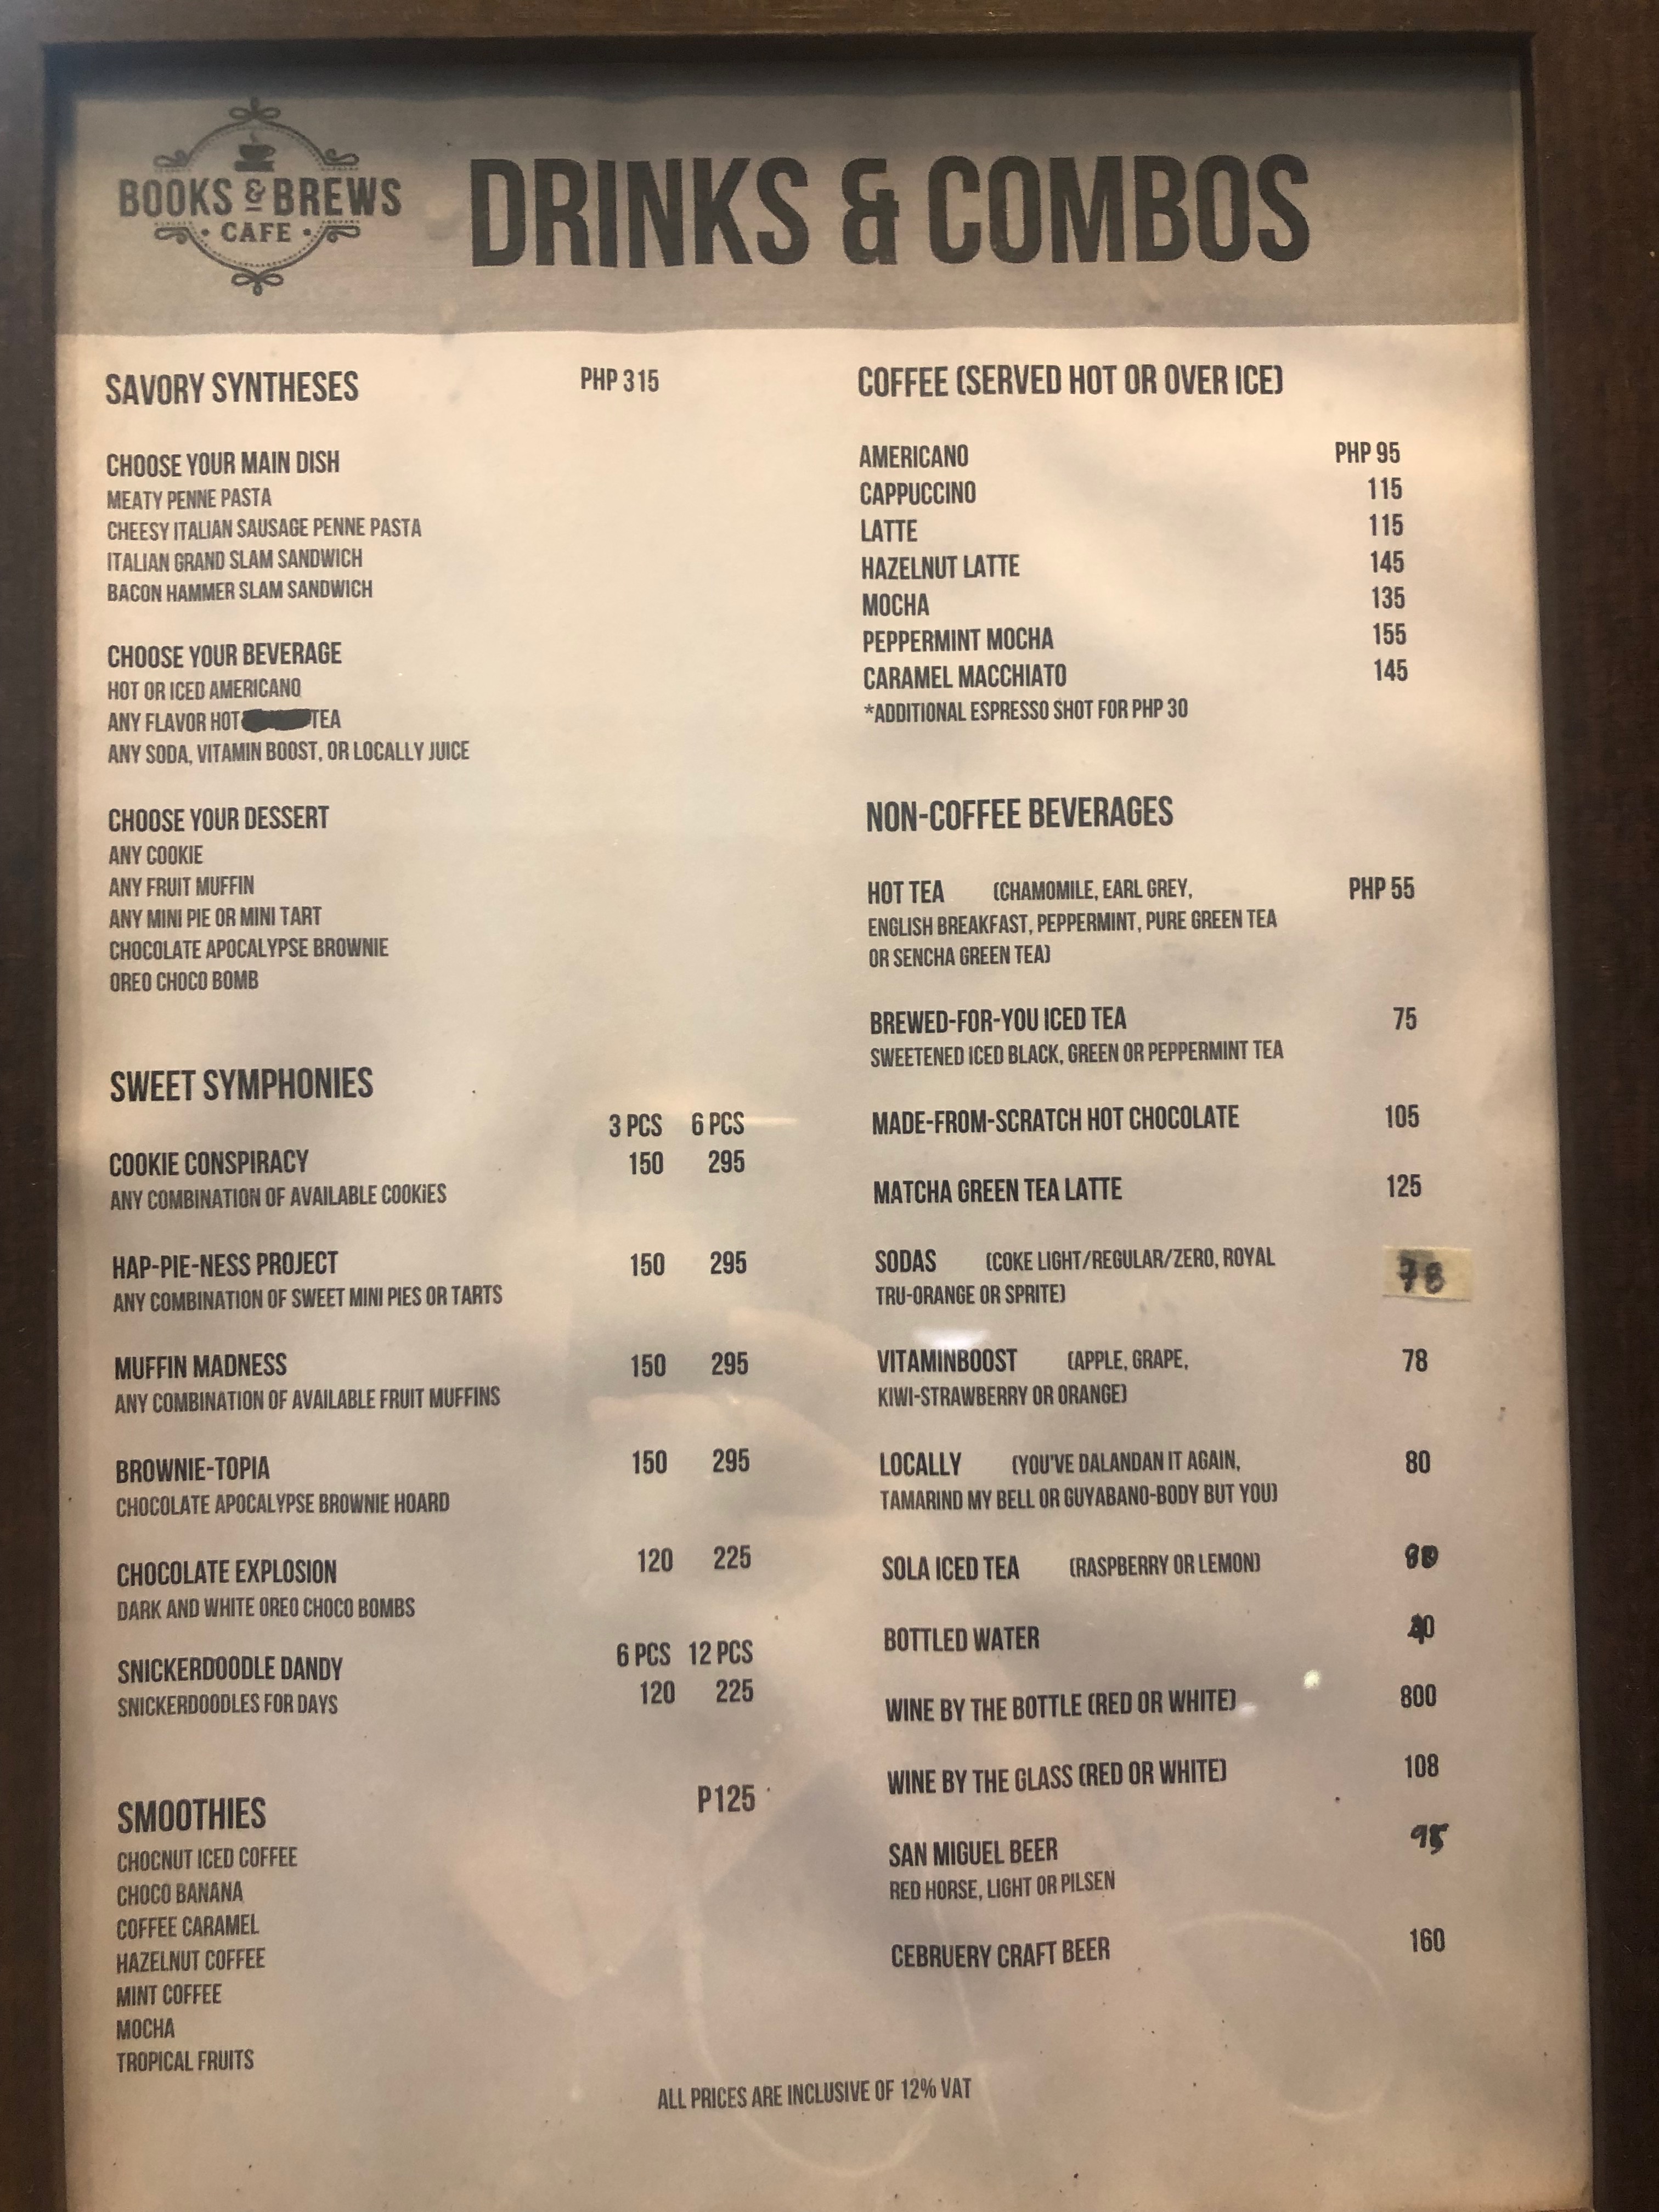 BOOKS & BREWS
• CAFE •
DRINKS & COMBOS
SAVORY SYNTHESES PHP 315
CHOOSE YOUR MAIN DISH
MEATY PENNE PASTA
CHEESY ITALIAN SAUSAGE PENNE PASTA
ITALIAN GRAND SLAM SANDWICH
BACON HAMMER SLAM SANDWICH
CHOOSE YOUR BEVERAGE
HOT OR ICED AMERICANO
ANY FLAVOR HOT TEA
ANY SODA, VITAMIN BOOST, OR LOCALLY JUICE
CHOOSE YOUR DESSERT
ANY COOKIE
ANY FRUIT MUFFIN
ANY MINI PIE OR MINI TART
CHOCOLATE APOCALYPSE BROWNIE
OREO CHOCO BOMB
SWEET SYMPHONIES
3 PCS 6 PCS
COOKIE CONSPIRACY 150 295
ANY COMBINATION OF AVAILABLE COOKIES
HAP-PIE-NESS PROJECT 150 295
ANY COMBINATION OF SWEET MINI PIES OR TARTS
MUFFIN MADNESS 150 295
ANY COMBINATION OF AVAILABLE FRUIT MUFFINS
BROWNIE-TOPIA 150 295
CHOCOLATE APOCALYPSE BROWNIE HOARD
CHOCOLATE EXPLOSION 120 225
DARK AND WHITE OREO CHOCO BOMBS
6 PCS 12 PCS
SNICKERDOODLE DANDY 120 225
SNICKERDOODLES FOR DAYS
SMOOTHIES P125
CHOCNUT ICED COFFEE
CHOCO BANANA
COFFEE CARAMEL
HAZELNUT COFFEE
MINT COFFEE
MOCHA
TROPICAL FRUITS
COFFEE (SERVED HOT OR OVER ICE)
AMERICANO PHP 95
CAPPUCCINO 115
LATTE 115
HAZELNUT LATTE 145
MOCHA 135
PEPPERMINT MOCHA 155
CARAMEL MACCHIATO 145
*ADDITIONAL ESPRESSO SHOT FOR PHP 30
NON-COFFEE BEVERAGES
HOT TEA (CHAMOMILE, EARL GREY, PHP 55
ENGLISH BREAKFAST, PEPPERMINT, PURE GREEN TEA
OR SENCHA GREEN TEA)
BREWED-FOR-YOU ICED TEA 75
SWEETENED ICED BLACK, GREEN OR PEPPERMINT TEA
MADE-FROM-SCRATCH HOT CHOCOLATE 105
MATCHA GREEN TEA LATTE 125
SODAS (COKE LIGHT/REGULAR/ZERO, ROYAL 78
TRU-ORANGE OR SPRITE)
VITAMINBOOST (APPLE, GRAPE, 78
KIWI-STRAWBERRY OR ORANGE)
LOCALLY (YOU'VE DALANDAN IT AGAIN, 80
TAMARIND MY BELL OR GUYABANO-BODY BUT YOU)
SOLA ICED TEA (RASPBERRY OR LEMON)
BOTTLED WATER
WINE BY THE BOTTLE (RED OR WHITE) 800
WINE BY THE GLASS (RED OR WHITE) 108
SAN MIGUEL BEER 95
RED HORSE, LIGHT OR PILSEN
CEBRUERY CRAFT BEER 160
ALL PRICES ARE INCLUSIVE OF 12% VAT